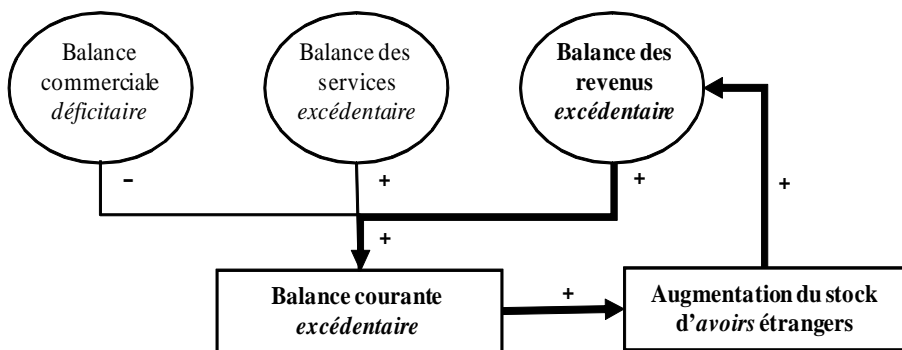 Balance
commerciale
déficitaire
Balance des
services
excédentaire
Balance des
revenus
excédentaire
-
+
+
+
+
+
Balance courante
excédentaire
Augmentation du stock
d'avoirs étrangers